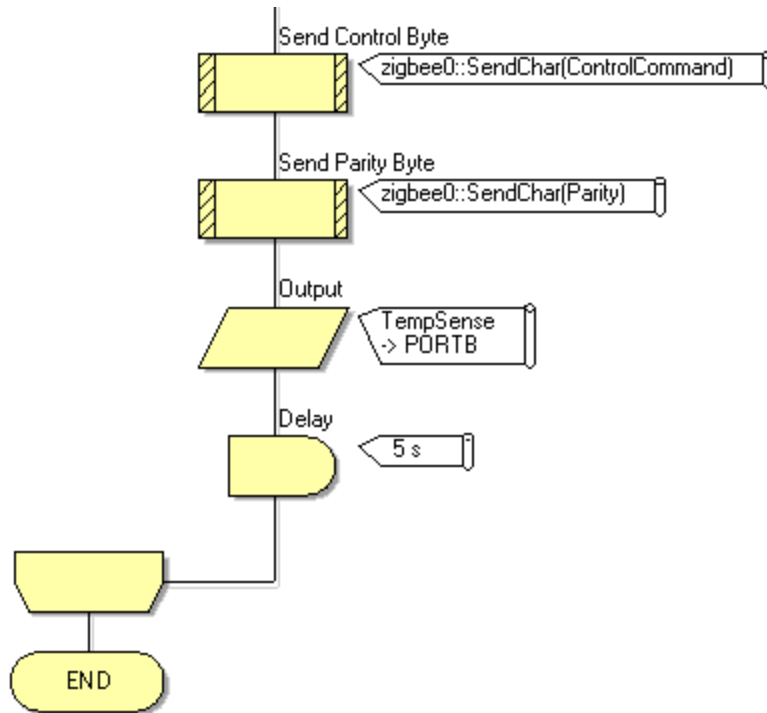 Send Control Byte
zigbee0::SendChar(ControlCommand)
Send Parity Byte
zigbee0::SendChar(Parity)
Output
TempSense
-> PORTB
Delay
5 s
END